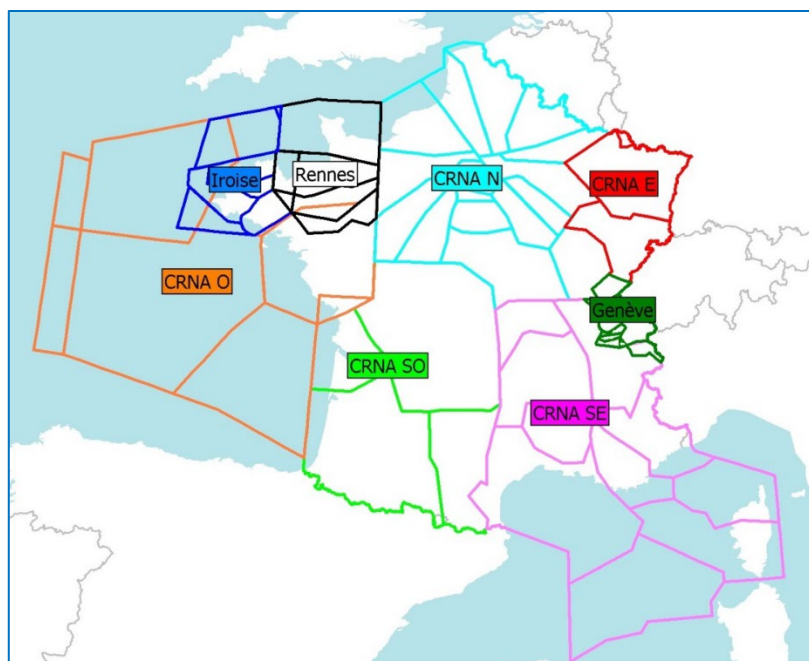 Iroise
Rennes
CRNA N
CRNA E
CRNA O
Genève
CRNA SO
CRNA SE